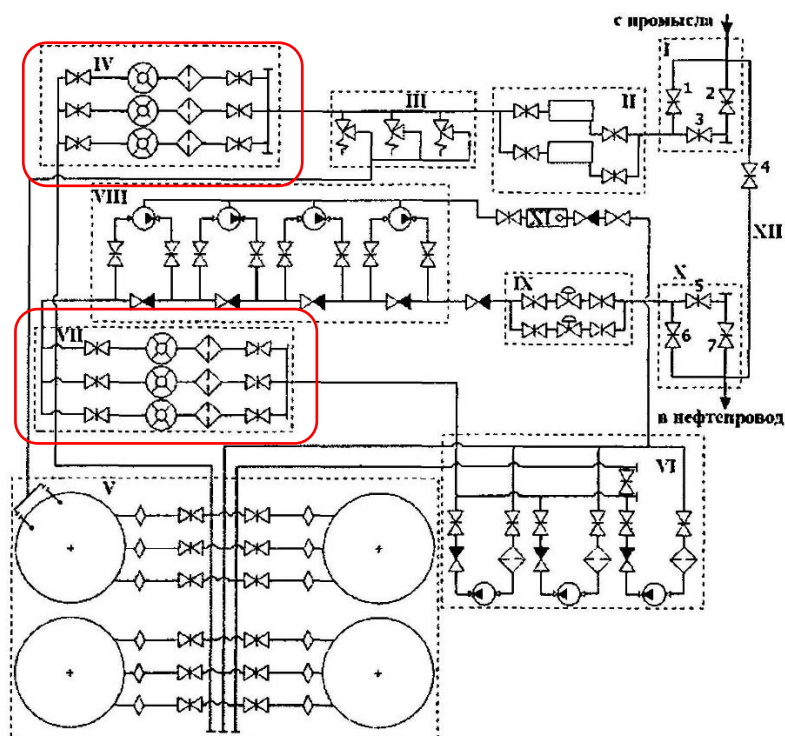 с промысла
I
IV
III
II
1
2
3
4
VIII
XI
XII
IX
X
5
6
7
VII
в нефтепровод
VI
V